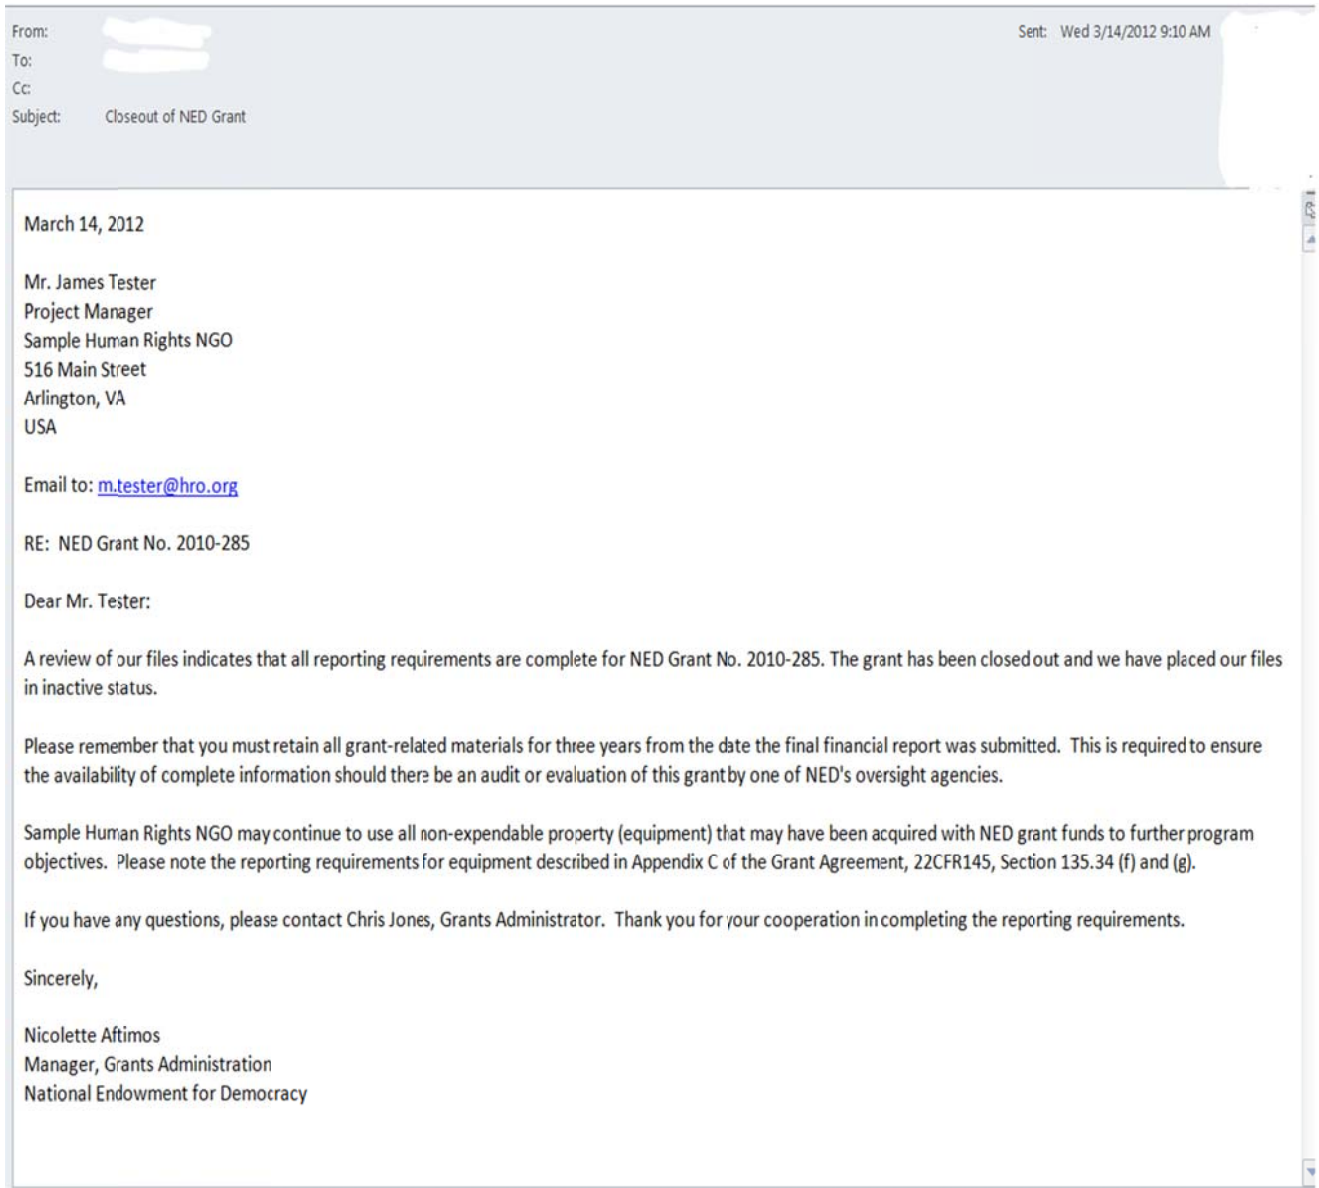 From:
Sent: Wed 3/14/2012 9:10 AM
To:
Cc:
Subject: Closeout of NED Grant
March 14, 2012
Mr. James Tester
Project Manager
Sample Human Rights NGO
516 Main Street
Arlington, VA
USA
Email to: m.tester@hro.org
RE: NED Grant No. 2010-285
Dear Mr. Tester:
A review of our files indicates that all reporting requirements are complete for NED Grant No. 2010-285. The grant has been closed out and we have placed our files
in inactive status.
Please remember that you must retain all grant-related materials for three years from the date the final financial report was submitted. This is required to ensure
the availability of complete information should there be an audit or evaluation of this grant by one of NED's oversight agencies.
Sample Human Rights NGO may continue to use all non-expendable property (equipment) that may have been acquired with NED grant funds to further program
objectives. Please note the reporting requirements for equipment described in Appendix C of the Grant Agreement, 22CFR145, Section 135.34 (f) and (g).
If you have any questions, please contact Chris Jones, Grants Administrator. Thank you for your cooperation in completing the reporting requirements.
Sincerely,
Nicolette Aftimos
Manager, Grants Administration
National Endowment for Democracy